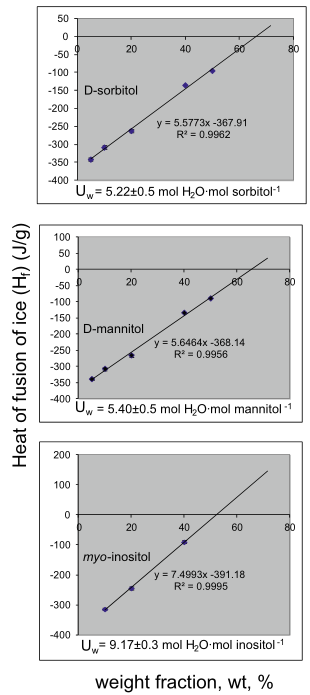 Heat of fusion of ice (Hf) (J/g)
50
0
-50
-100
-150
-200
-250
-300
-350
-400
0 20 40 60 80
D-sorbitol
y = 5.5773x -367.91
R² = 0.9962
Uw = 5.22±0.5 mol H2O·mol sorbitol-1
100
50
0
-50
-100
-150
-200
-250
-300
-350
-400
0 20 40 60 80
D-mannitol
y = 5.6464x -368.14
R² = 0.9956
Uw = 5.40±0.5 mol H2O·mol mannitol -1
200
100
0
-100
-200
-300
-400
0 20 40 60 80
myo-inositol
y = 7.4993x -391.18
R² = 0.9995
Uw = 9.17±0.3 mol H2O·mol inositol -1
weight fraction, wt, %